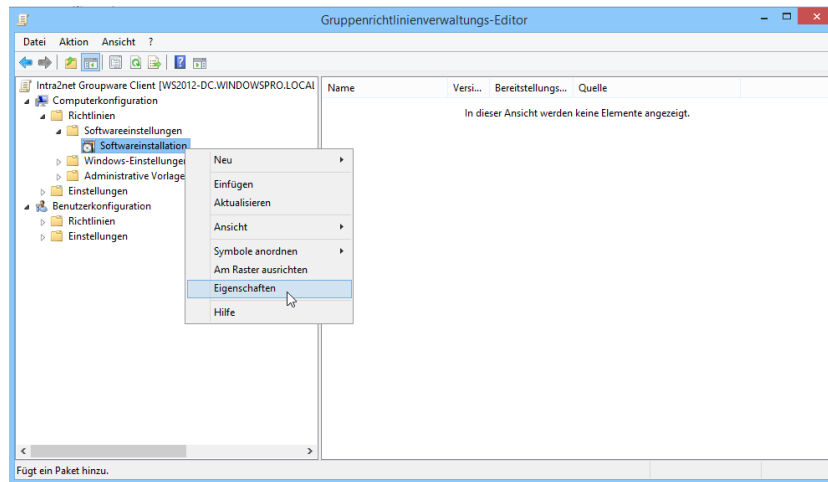 Gruppenrichtlinienverwaltungs-Editor
Datei Aktion Ansicht ?
Intra2net Groupware Client [WS2012-DC.WINDOWSPRO.LOCAL
Computerkonfiguration
Richtlinien
Softwareeinstellungen
Softwareinstallation
Windows-Einstellungen
Administrative Vorlage
Einstellungen
Benutzerkonfiguration
Richtlinien
Einstellungen
Name Versi... Bereitstellungs... Quelle
In dieser Ansicht werden keine Elemente angezeigt.
Neu
Einfügen
Aktualisieren
Ansicht
Symbole anordnen
Am Raster ausrichten
Eigenschaften
Hilfe
Fügt ein Paket hinzu.